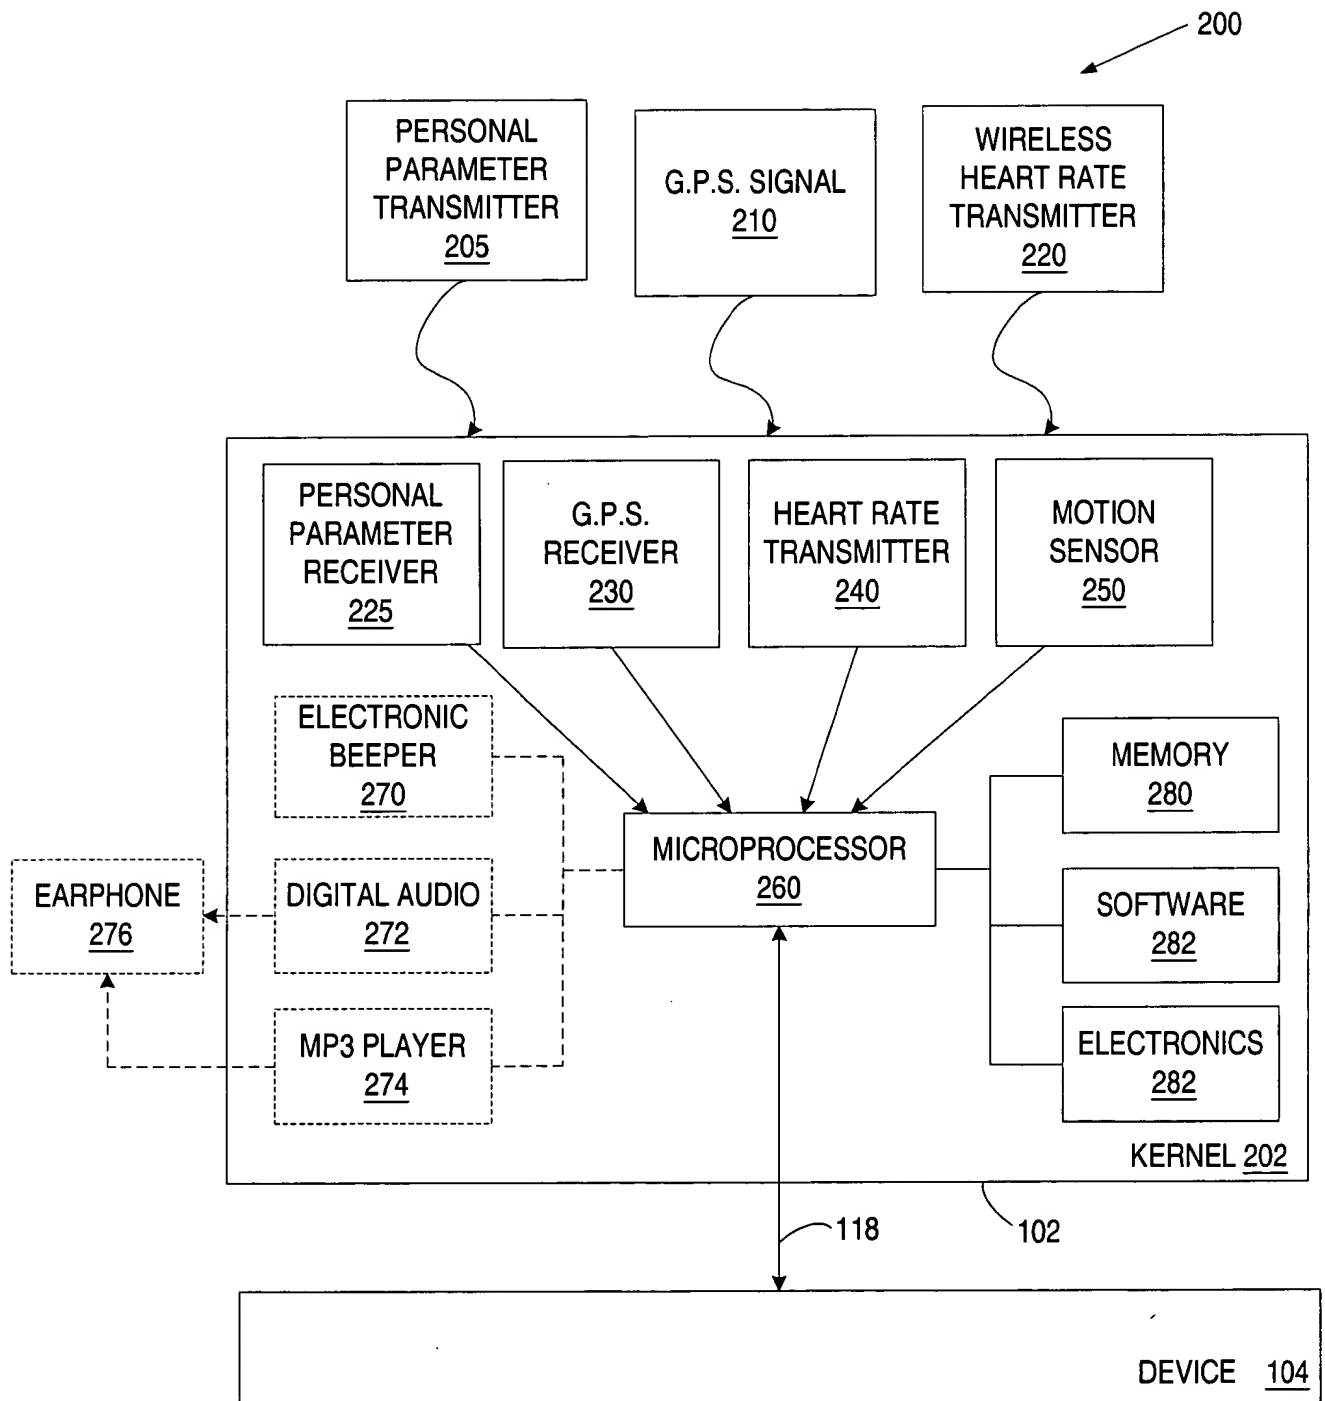 200
PERSONAL
PARAMETER
TRANSMITTER
205
G.P.S. SIGNAL
210
WIRELESS
HEART RATE
TRANSMITTER
220
PERSONAL
PARAMETER
RECEIVER
225
G.P.S.
RECEIVER
230
HEART RATE
TRANSMITTER
240
MOTION
SENSOR
250
ELECTRONIC
BEEPER
270
MICROPROCESSOR
260
MEMORY
280
EARPHONE
276
DIGITAL AUDIO
272
SOFTWARE
282
MP3 PLAYER
274
ELECTRONICS
282
KERNEL 202
118
102
DEVICE 104